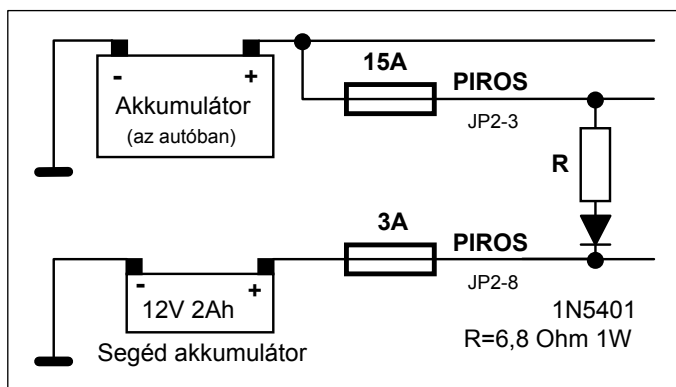 15A
PIROS
- +
Akkumulátor
(az autóban)
JP2-3
R
3A
PIROS
- +
12V 2Ah
JP2-8
1N5401
Segéd akkumulátor
R=6,8 Ohm 1W